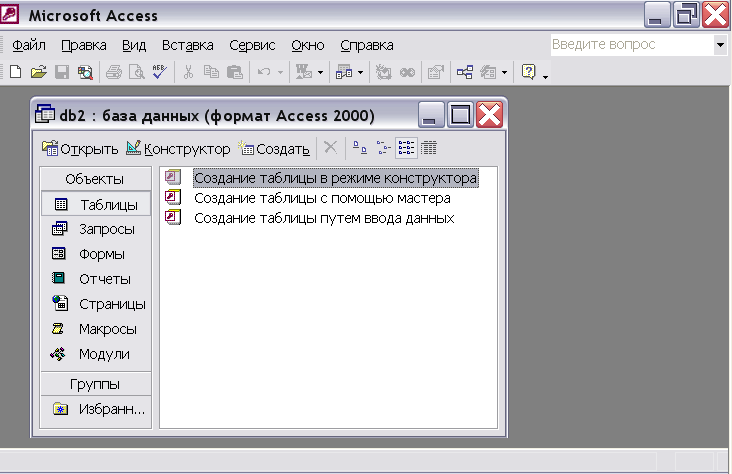 Microsoft Access
Файл Правка Вид Вставка Сервис Окно Справка Введите вопрос
db2 : база данных (формат Access 2000)
Открыть Конструктор Создать
Объекты
Таблицы
Запросы
Формы
Отчеты
Страницы
Макросы
Модули
Группы
Избранн...
Создание таблицы в режиме конструктора
Создание таблицы с помощью мастера
Создание таблицы путем ввода данных